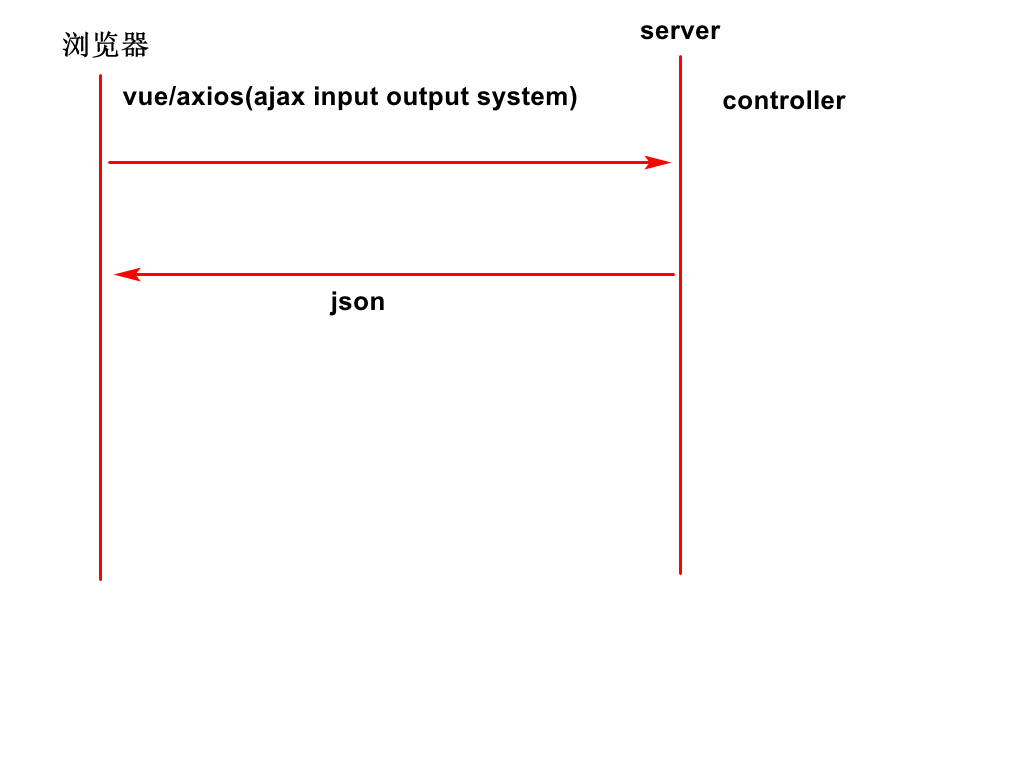 浏览器
server
vue/axios(ajax input output system)
controller
json